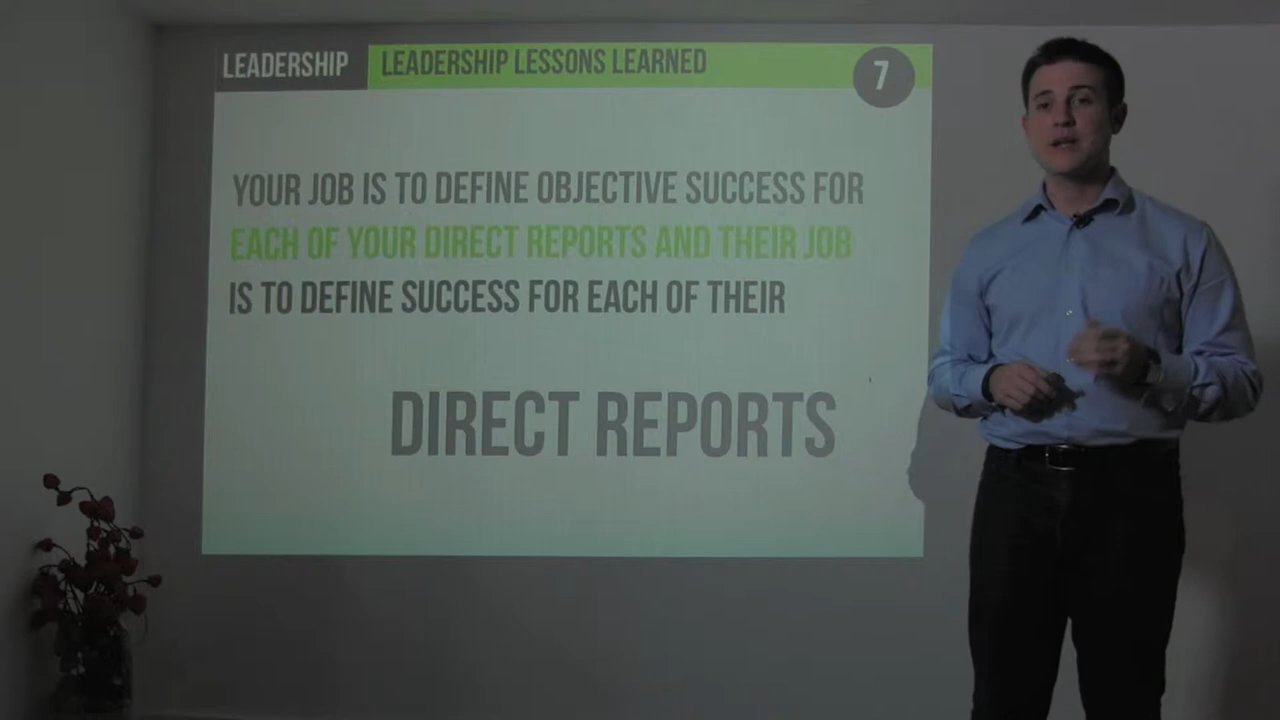 LEADERSHIP
LEADERSHIP LESSONS LEARNED
7
YOUR JOB IS TO DEFINE OBJECTIVE SUCCESS FOR
EACH OF YOUR DIRECT REPORTS AND THEIR JOB
IS TO DEFINE SUCCESS FOR EACH OF THEIR
DIRECT REPORTS